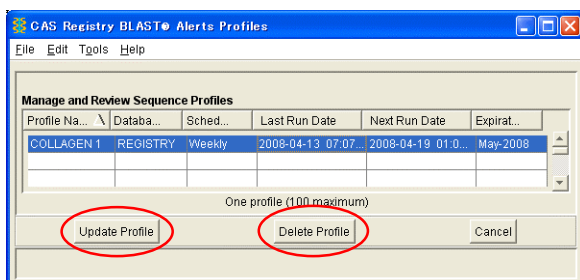 CAS Registry BLAST® Alerts Profiles
File Edit Tools Help
Manage and Review Sequence Profiles
Profile Na... Databa... Sched... Last Run Date Next Run Date Expirat...
COLLAGEN 1 REGISTRY Weekly 2008-04-13 07:07... 2008-04-19 01:0... May-2008
One profile (100 maximum)
Update Profile Delete Profile Cancel